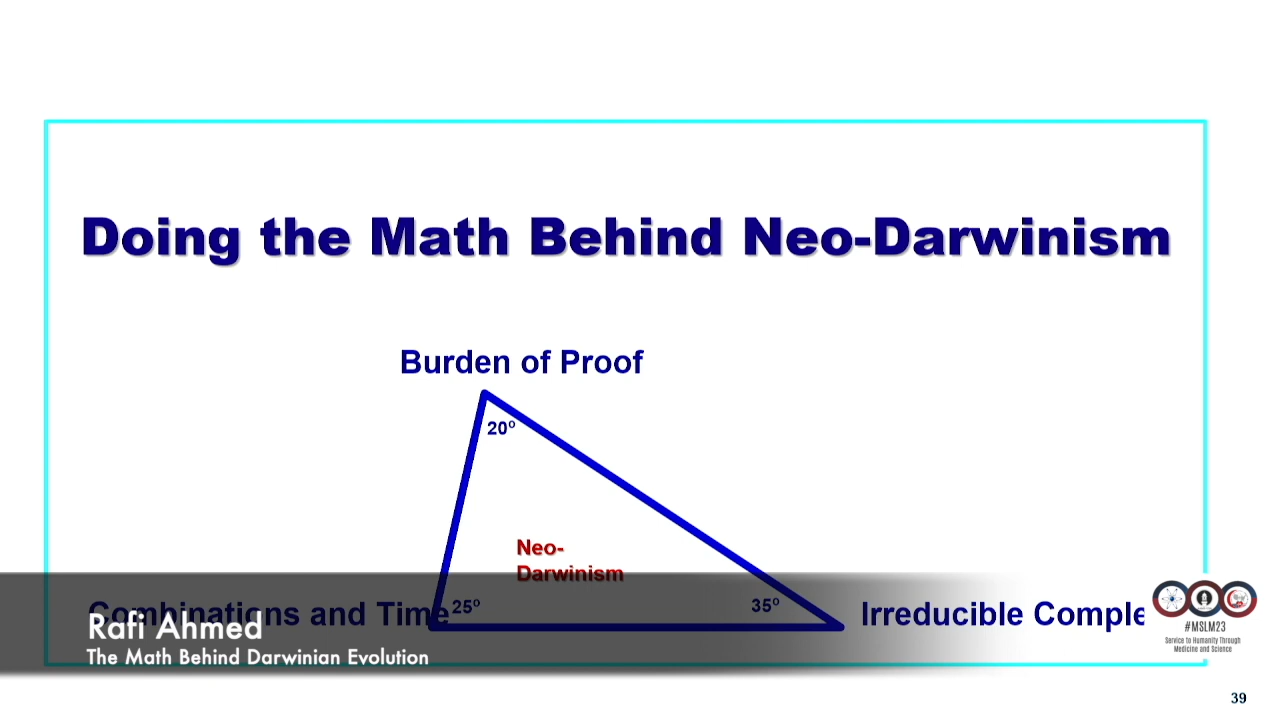 Doing the Math Behind Neo-Darwinism
Burden of Proof
20º
Neo-
Darwinism
Combinations and Time
25º
35º
Irreducible Comple
Rafi Ahmed
The Math Behind Darwinian Evolution
#MSLM23
Service to Humanity Through
Medicine and Science
39